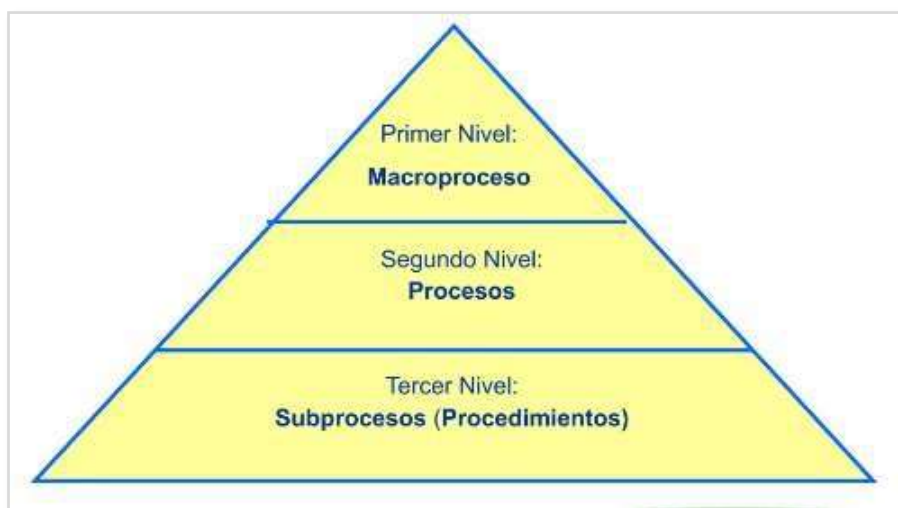 Primer Nivel:
Macroproceso
Segundo Nivel:
Procesos
Tercer Nivel:
Subprocesos (Procedimientos)